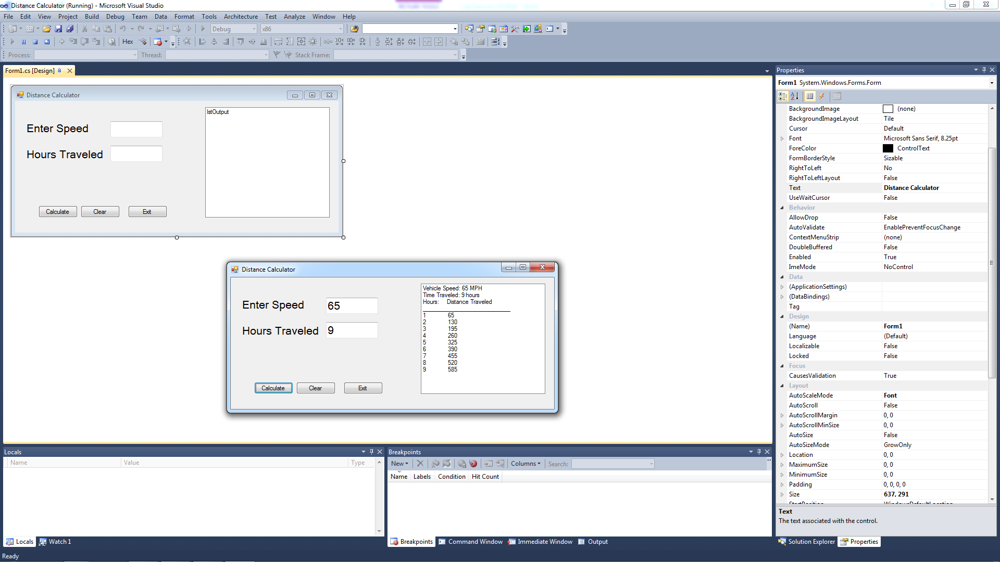 Distance Calculator (Running) - Microsoft Visual Studio
File Edit View Project Build Debug Team Data Format Tools Architecture Test Analyze Window Help
Debug x86
Hex
Process: Thread: Stack Frame:
Form1.cs [Design]
Distance Calculator
lstOutput
Enter Speed
Hours Traveled
Calculate Clear Exit
Distance Calculator
Enter Speed 65
Hours Traveled 9
Calculate Clear Exit
Vehicle Speed: 65 MPH
Time Traveled: 9 hours
Hours: Distance Traveled
1 65
2 130
3 195
4 260
5 325
6 390
7 455
8 520
9 585
Properties
Form1 System.Windows.Forms.Form
BackgroundImage (none)
BackgroundImageLayout Tile
Cursor Default
Font Microsoft Sans Serif, 8.25pt
ForeColor ControlText
FormBorderStyle Sizable
RightToLeft No
RightToLeftLayout False
Text Distance Calculator
UseWaitCursor False
Behavior
AllowDrop False
AutoValidate EnablePreventFocusChange
ContextMenuStrip (none)
DoubleBuffered False
Enabled True
ImeMode NoControl
Data
(ApplicationSettings)
(DataBindings)
Tag
Design
(Name) Form1
Language (Default)
Localizable False
Locked False
Focus
CausesValidation True
Layout
AutoScaleMode Font
AutoScroll False
AutoScrollMargin 0, 0
AutoScrollMinSize 0, 0
AutoSize False
AutoSizeMode GrowOnly
Location 0, 0
MaximumSize 0, 0
MinimumSize 0, 0
Padding 0, 0, 0, 0
Size 637, 291
StartPosition WindowsDefaultLocation
Text
The text associated with the control.
Solution Explorer Properties
Locals
Name Value Type
Locals Watch 1
Breakpoints
New Columns Search:
Name Labels Condition Hit Count
Breakpoints Command Window Immediate Window Output
Ready